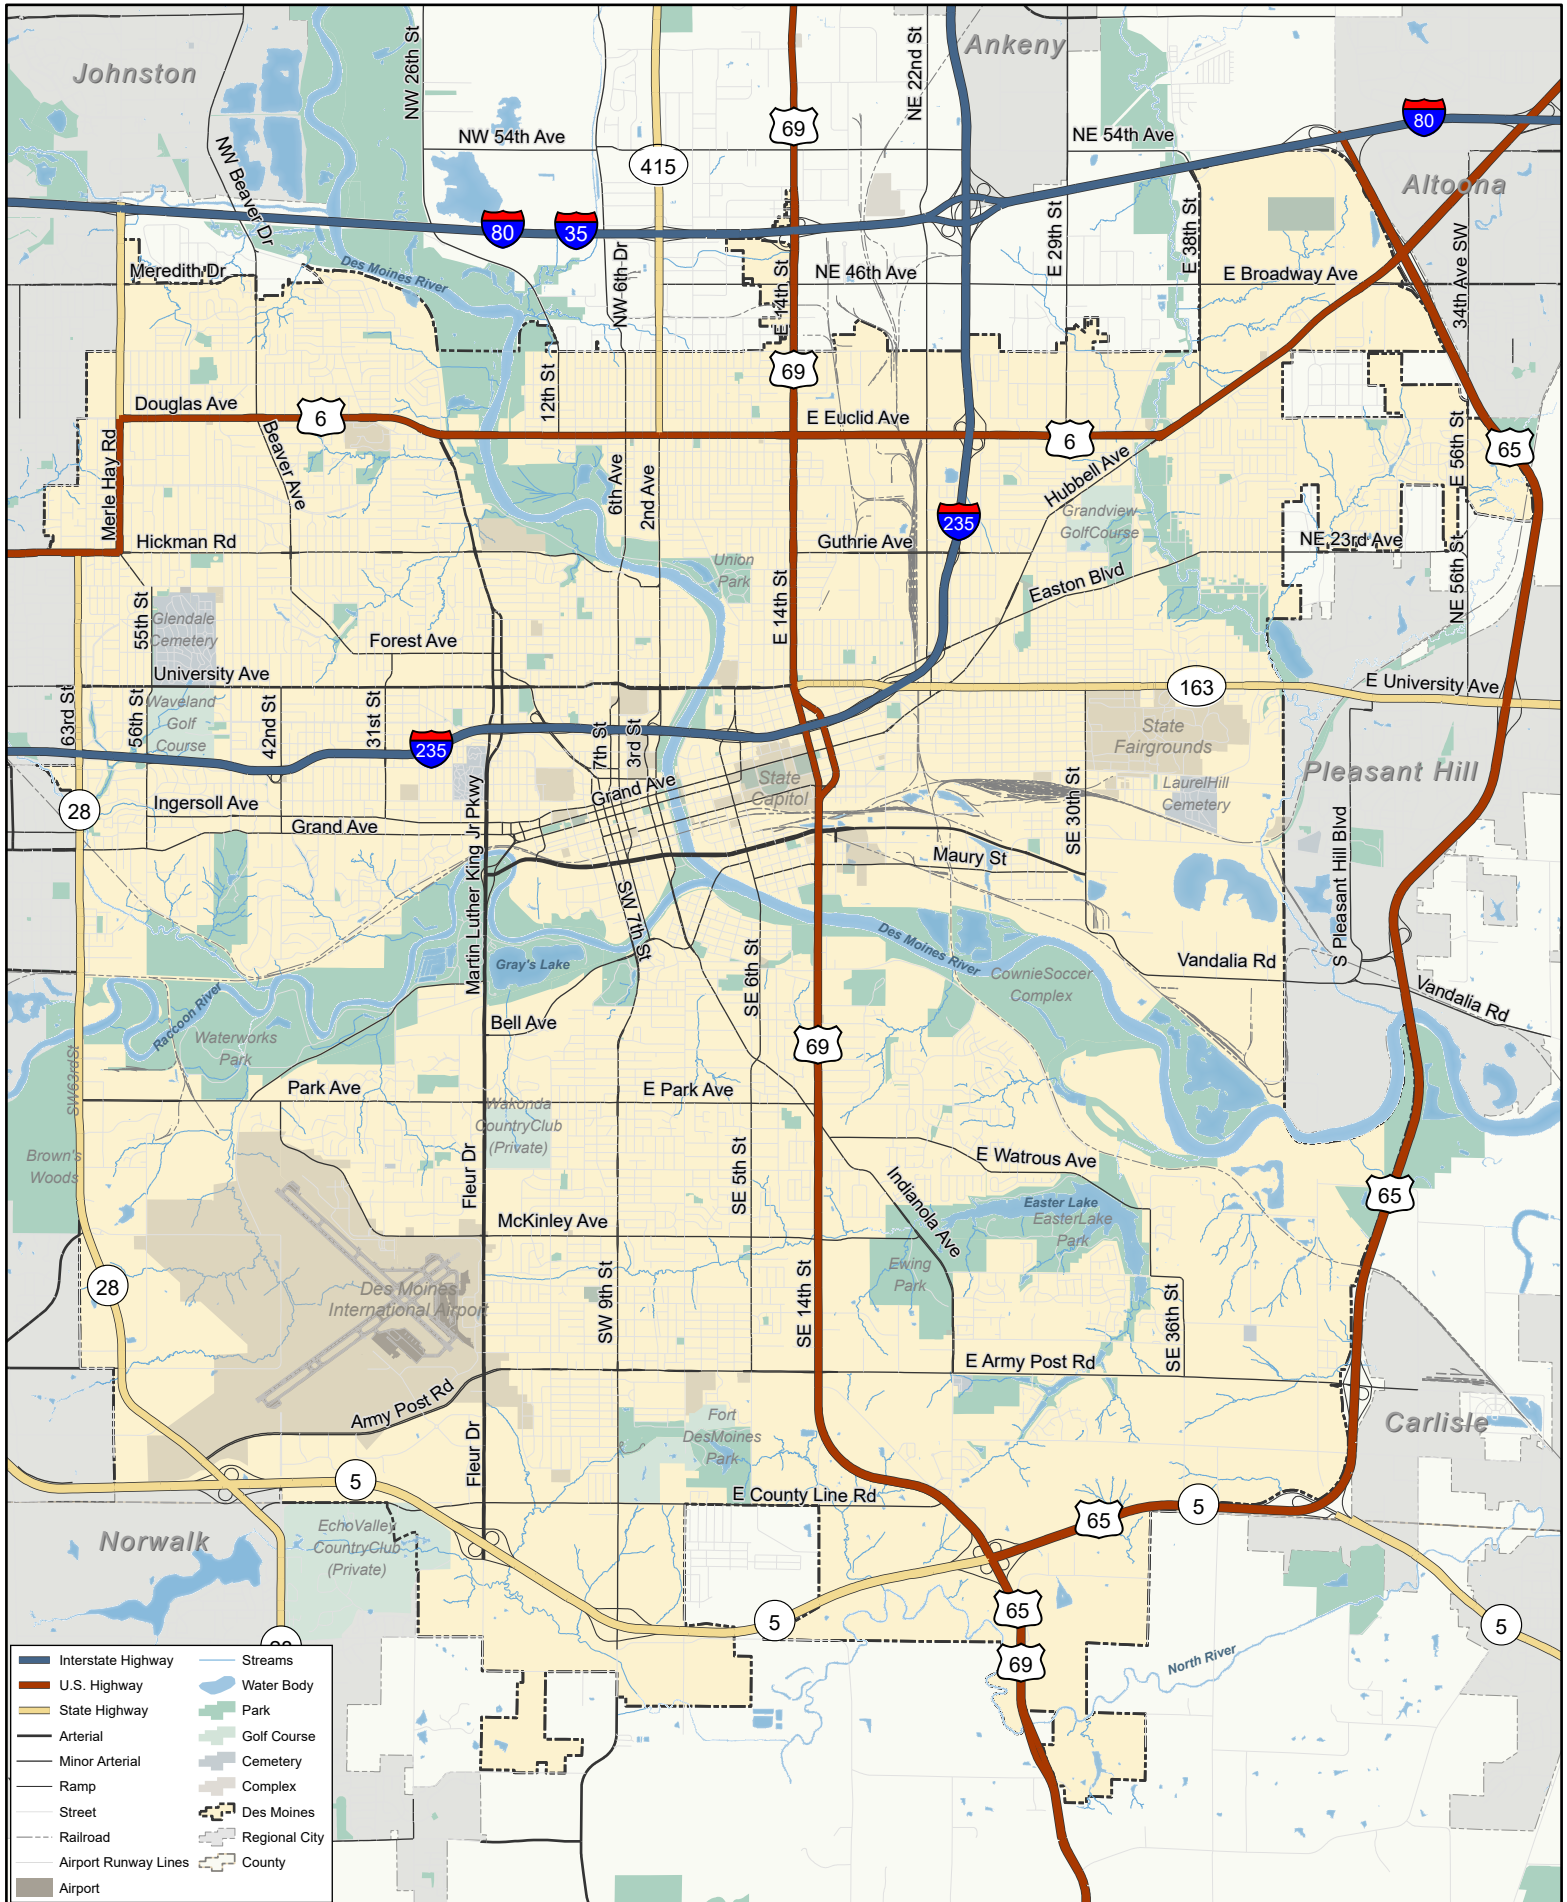 Johnston
NW 26th St
NE 22nd St
Ankeny
69
80
NW 54th Ave
NE 54th Ave
415
NW Beaver Dr
Altoona
80
35
E 29th St
E 38th St
34th Ave SW
NW 6th Dr
Meredith Dr
Des Moines River
E 14th St
NE 46th Ave
E Broadway Ave
69
12th St
Douglas Ave
6
E Euclid Ave
6
65
Merle Hay Rd
Beaver Ave
6th Ave
2nd Ave
Hubbell Ave
E 56th St
Grandview
GolfCourse
235
Hickman Rd
Guthrie Ave
NE 23rd Ave
Union
Park
E 14th St
Easton Blvd
NE 56th St
55th St
Glendale
Cemetery
Forest Ave
University Ave
163
E University Ave
63rd St
56th St
Waveland
Golf
Course
42nd St
31st St
235
7th St
3rd St
State
Fairgrounds
Pleasant Hill
State
Capitol
LaurelHill
Cemetery
28
Ingersoll Ave
Grand Ave
Grand Ave
Martin Luther King Jr Pkwy
SE 30th St
S Pleasant Hill Blvd
Maury St
SW 7th St
Gray's Lake
SE 6th St
Des Moines River
Vandalia Rd
CownieSoccer
Complex
Vandalia Rd
Raccoon River
Waterworks
Park
Bell Ave
69
SW63rdSt
Park Ave
E Park Ave
Wakonda
CountryClub
(Private)
Brown's
Woods
Fleur Dr
SE 5th St
E Watrous Ave
Indianola Ave
65
Easter Lake
EasterLake
Park
McKinley Ave
28
Des Moines
International Airport
SW 9th St
SE 14th St
Ewing
Park
SE 36th St
E Army Post Rd
Army Post Rd
Fort
DesMoines
Park
Carlisle
Fleur Dr
5
E County Line Rd
65
5
Norwalk
EchoValley
CountryClub
(Private)
65
5
5
69
North River
Interstate Highway
U.S. Highway
State Highway
Arterial
Minor Arterial
Ramp
Street
Railroad
Airport Runway Lines
Airport
Streams
Water Body
Park
Golf Course
Cemetery
Complex
Des Moines
Regional City
County